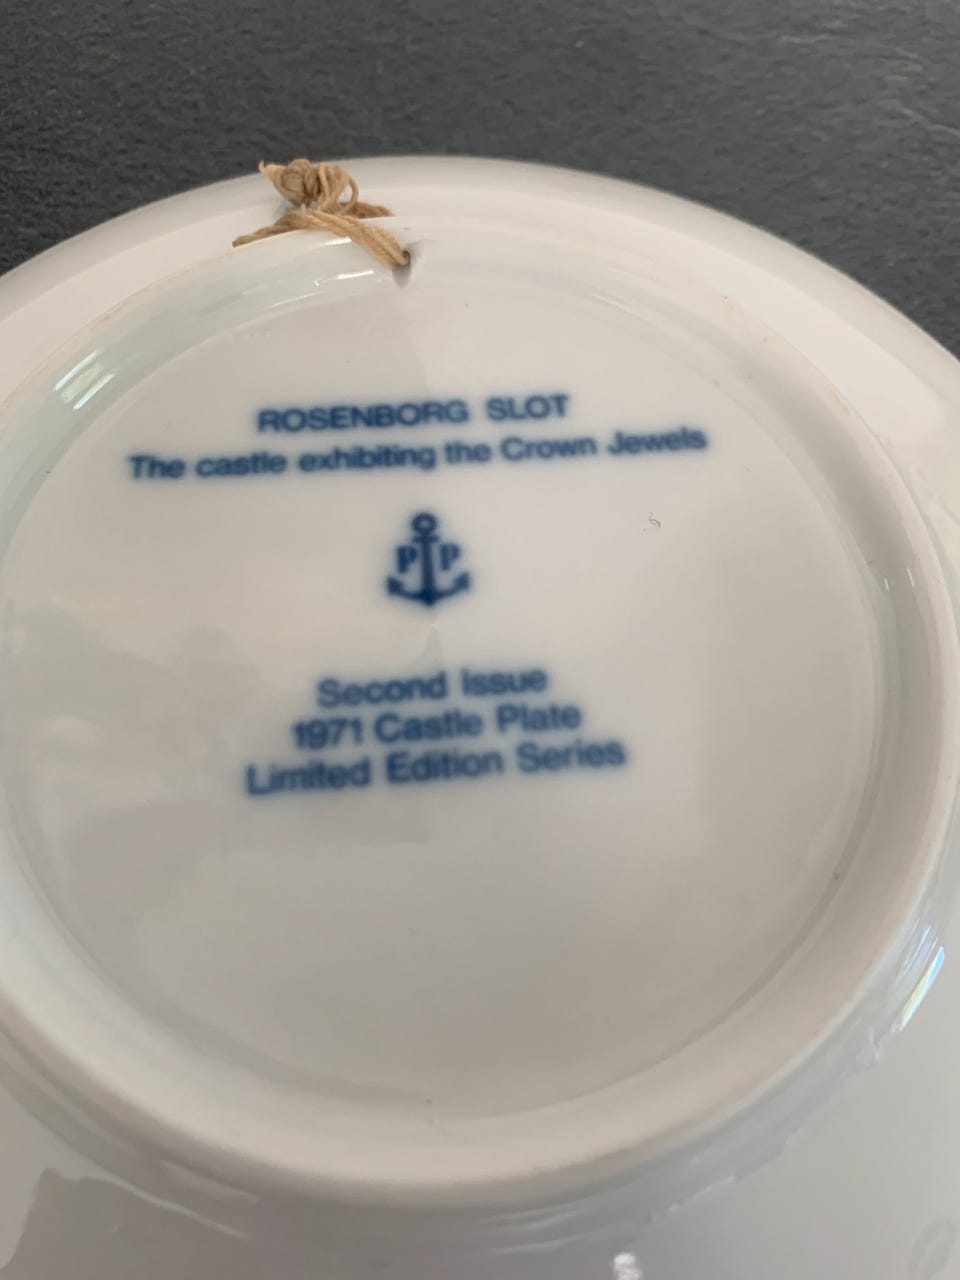 ROSENBORG SLOT
The castle exhibiting the Crown Jewels
P P
Second issue
1971 Castle Plate
Limited Edition Series